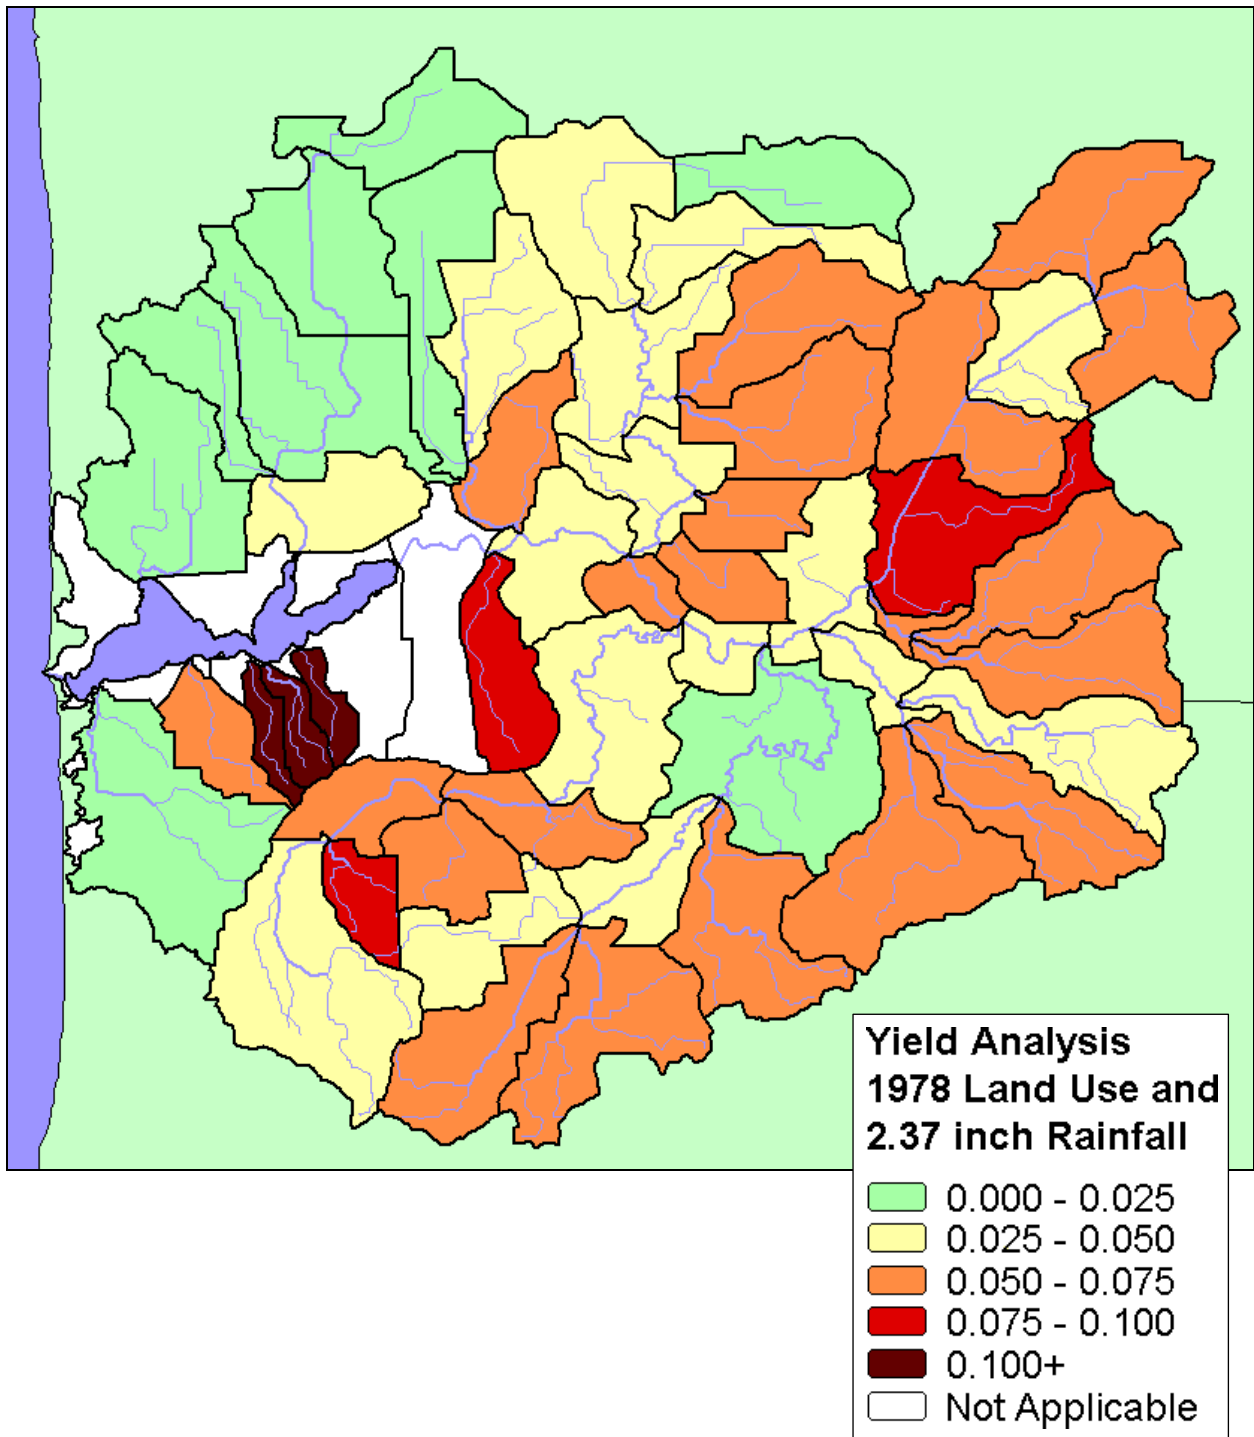 Yield Analysis
1978 Land Use and
2.37 inch Rainfall
0.000 - 0.025
0.025 - 0.050
0.050 - 0.075
0.075 - 0.100
0.100+
Not Applicable